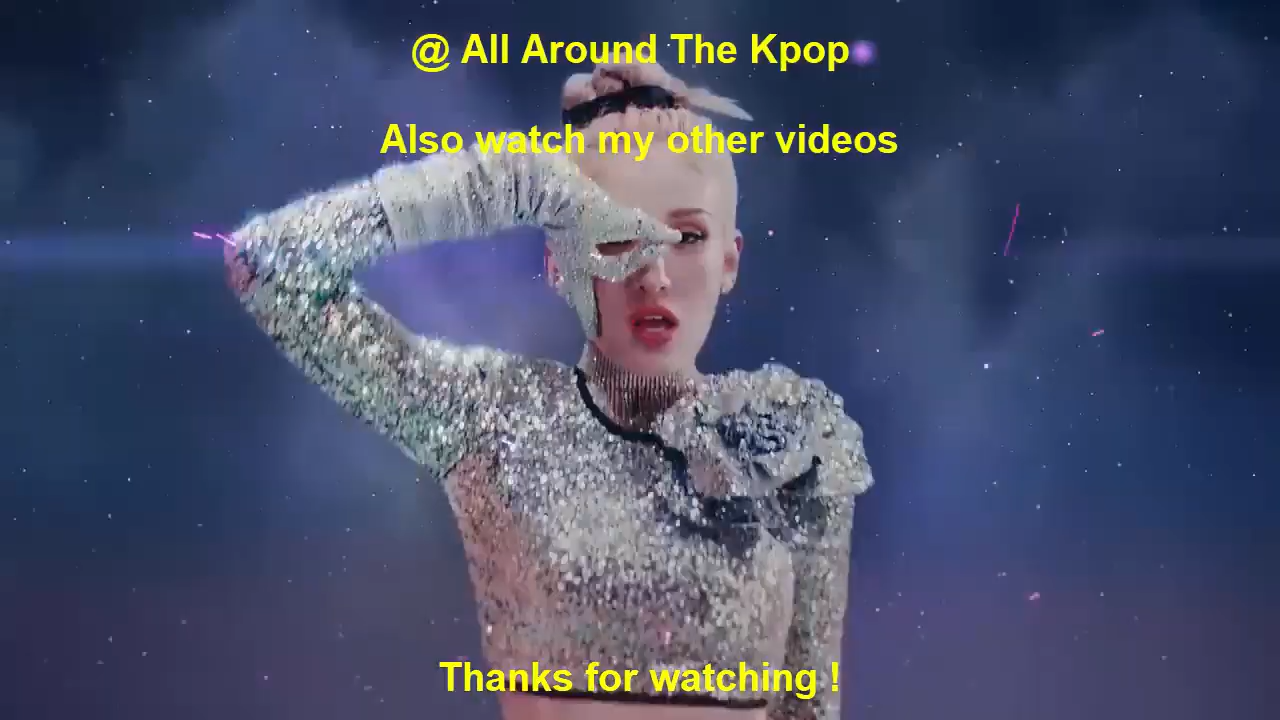 @ All Around The Kpop
Also watch my other videos
Thanks for watching !